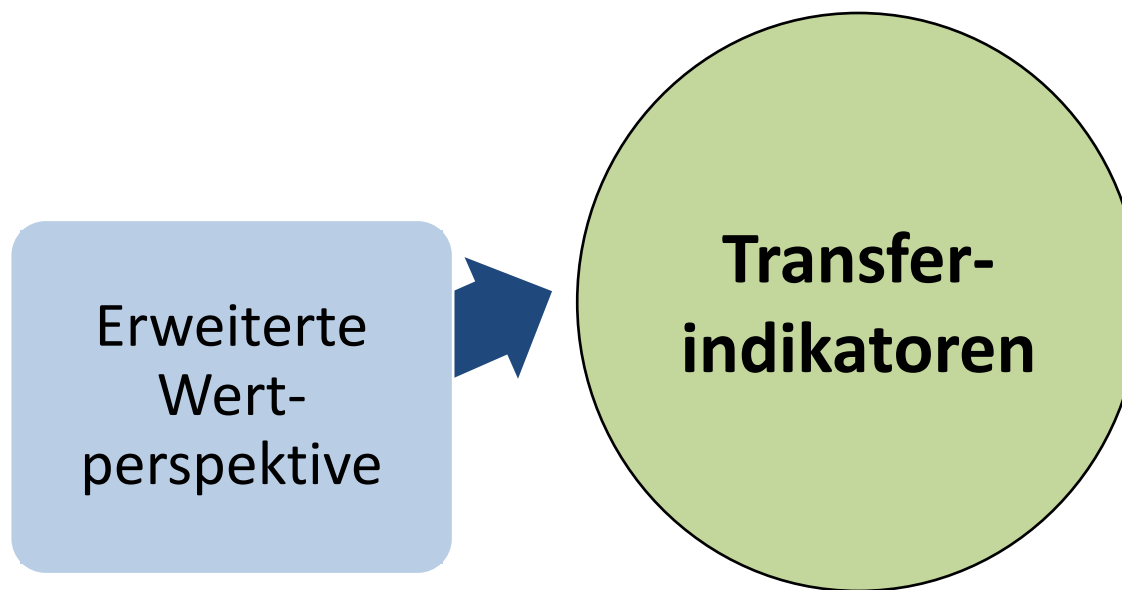 Erweiterte
Wert-
perspektive
Transfer-
indikatoren